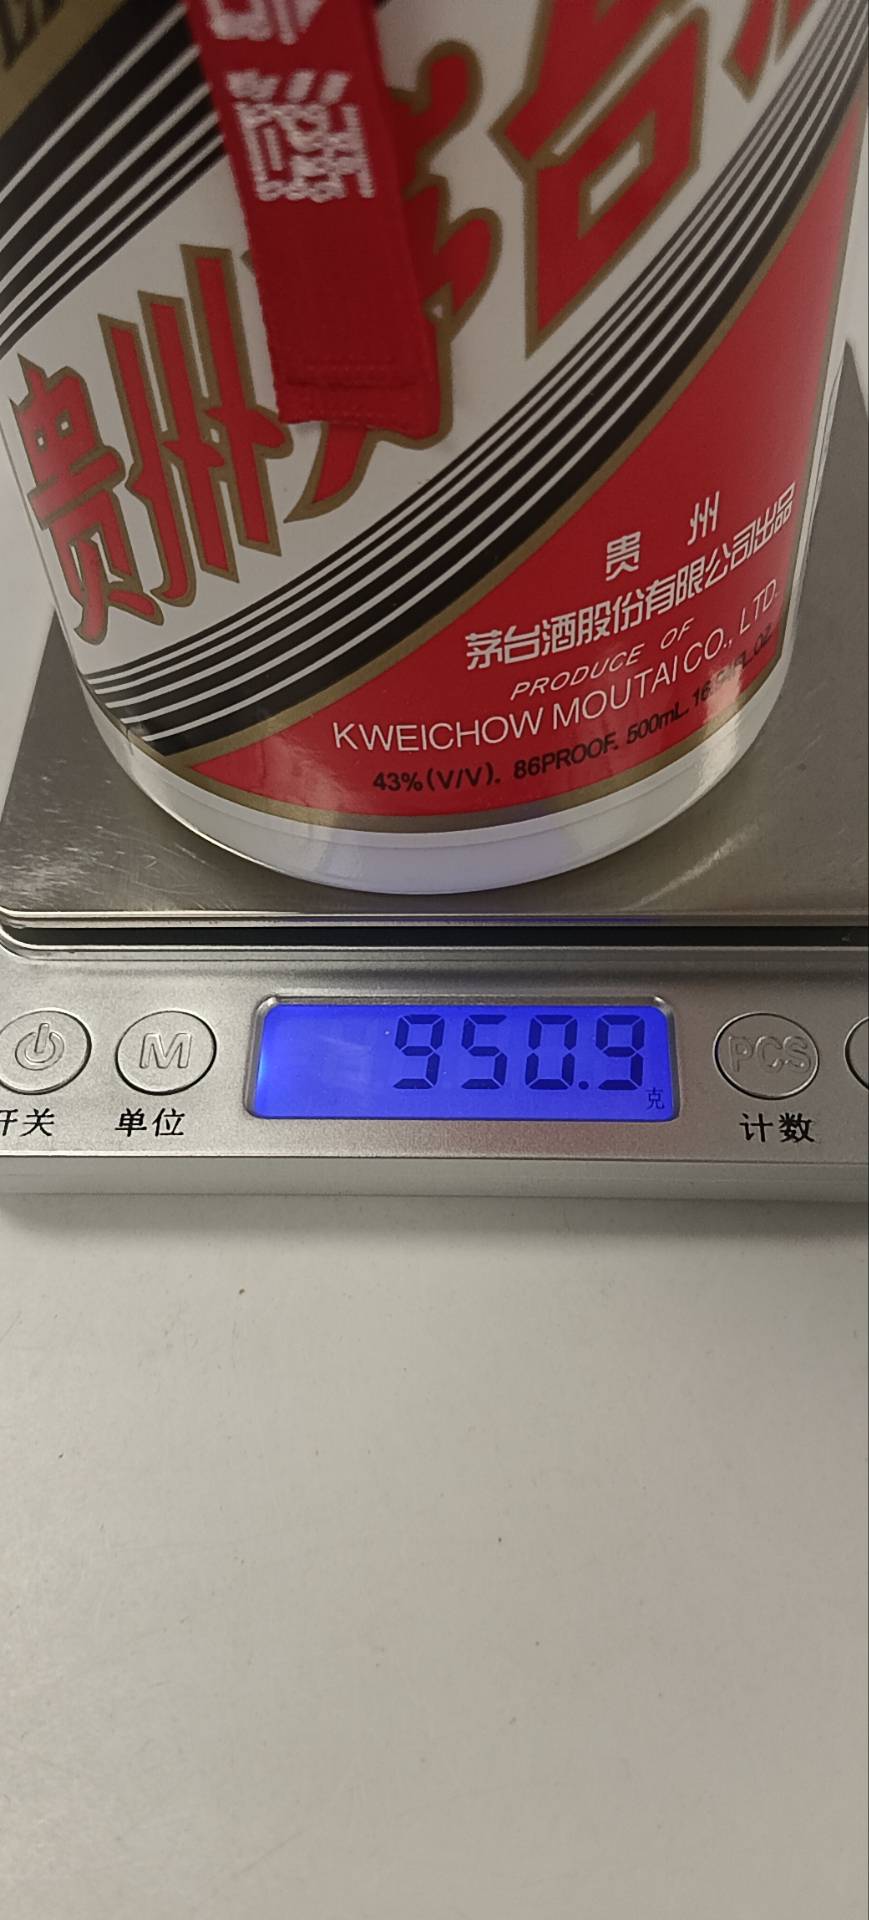 贵州茅台
贵 州
茅台酒股份有限公司出品
PRODUCE OF
KWEICHOW MOUTAI CO., LTD.
43%(V/V). 86PROOF. 500mL.
950.9
克
M
PCS
开关
单位
计数